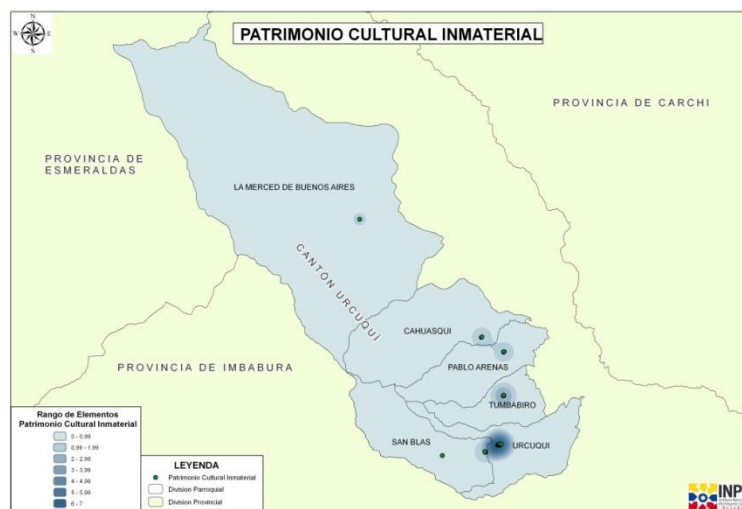 PATRIMONIO CULTURAL INMATERIAL
N
W
E
S
PROVINCIA DE CARCHI
PROVINCIA DE
ESMERALDAS
LA MERCED DE BUENOS AIRES
CANTÓN URCUQUÍ
CAHUASQUI
PABLO ARENAS
PROVINCIA DE IMBABURA
TUMBABIRO
SAN BLAS
URCUQUI
Rango de Elementos
Patrimonio Cultural Inmaterial
0 - 0,99
0,99 - 1,99
2 - 2,99
3 - 3,99
4 - 4,99
5 - 5,99
6 - 7
LEYENDA
Patrimonis Cultural Inmaterial
Division Parroquial
Division Provincial
INP